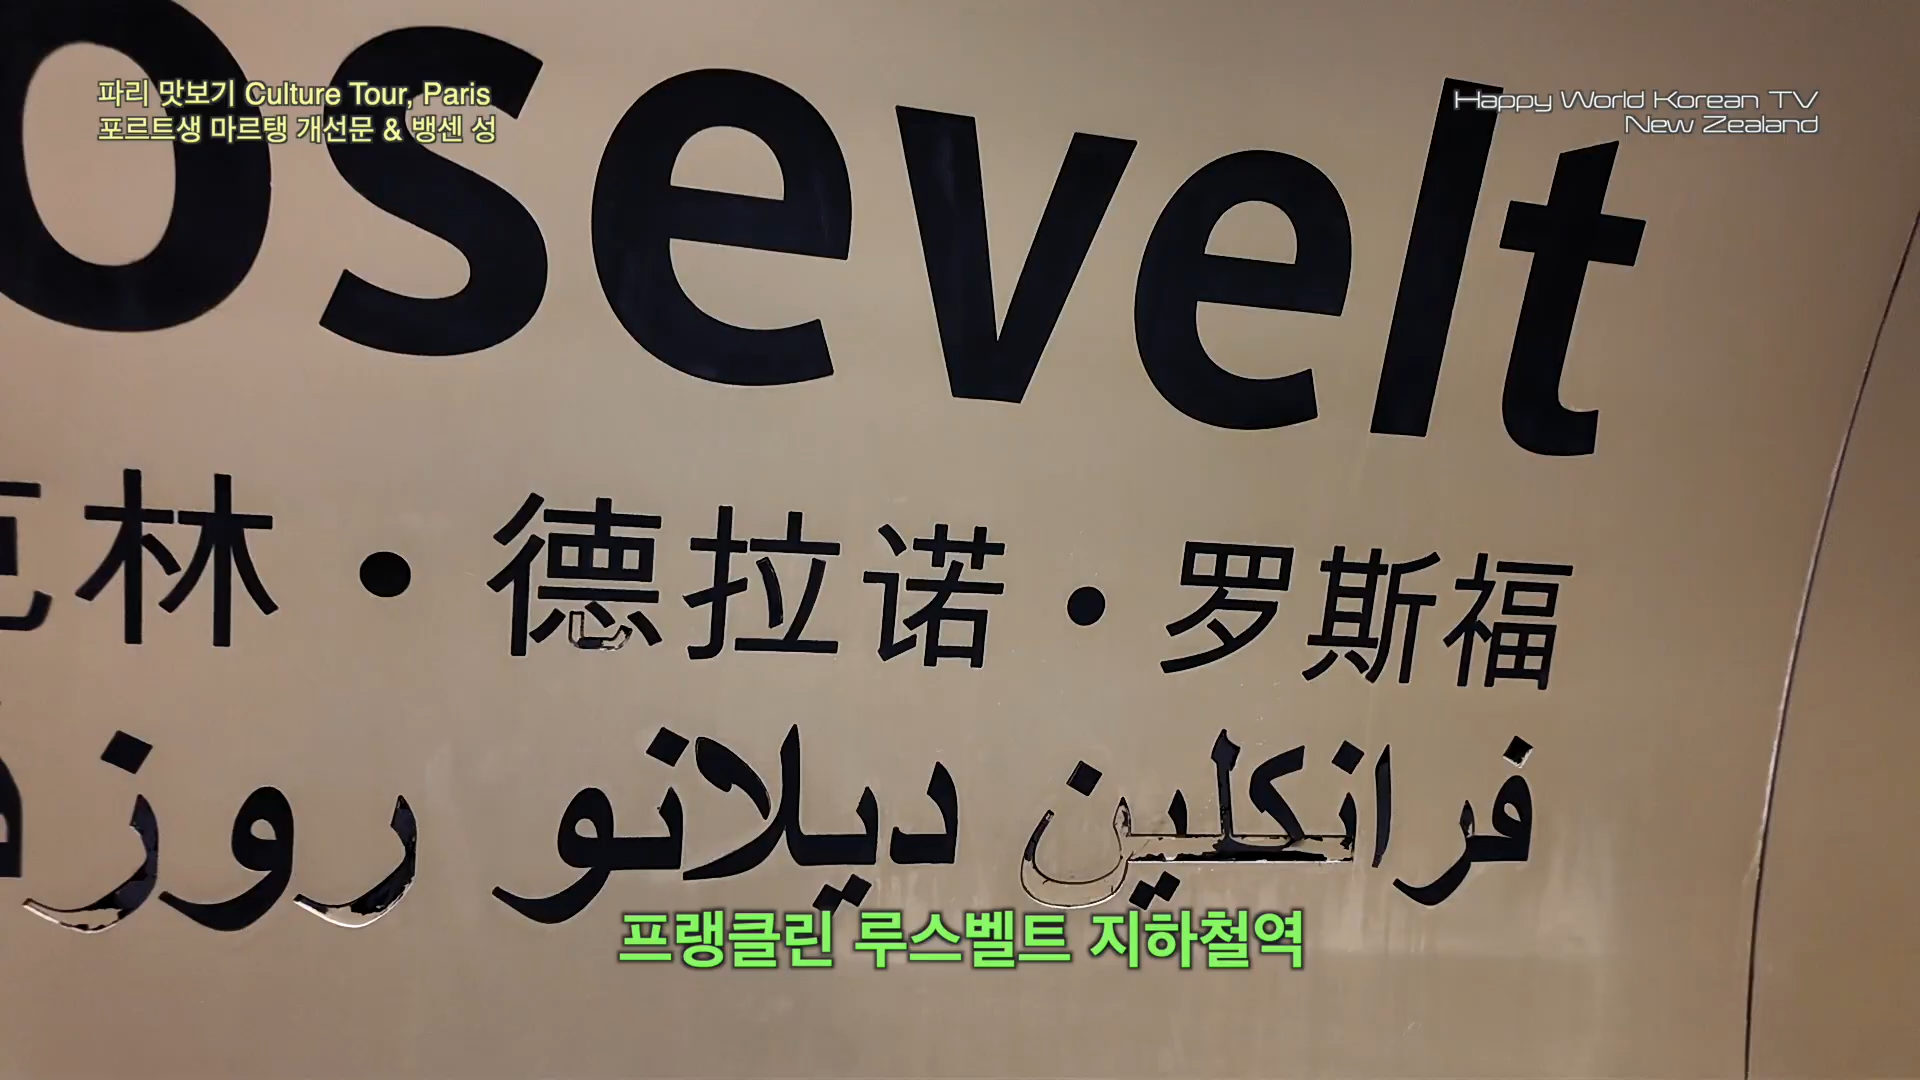 파리 맛보기 Culture Tour, Paris
포르트생 마르탱 개선문 & 뱅센 성
Happy World Korean TV
New Zealand
osevelt
克林·德拉诺·罗斯福
فرانكلين ديلانو روزف
프랭클린 루스벨트 지하철역